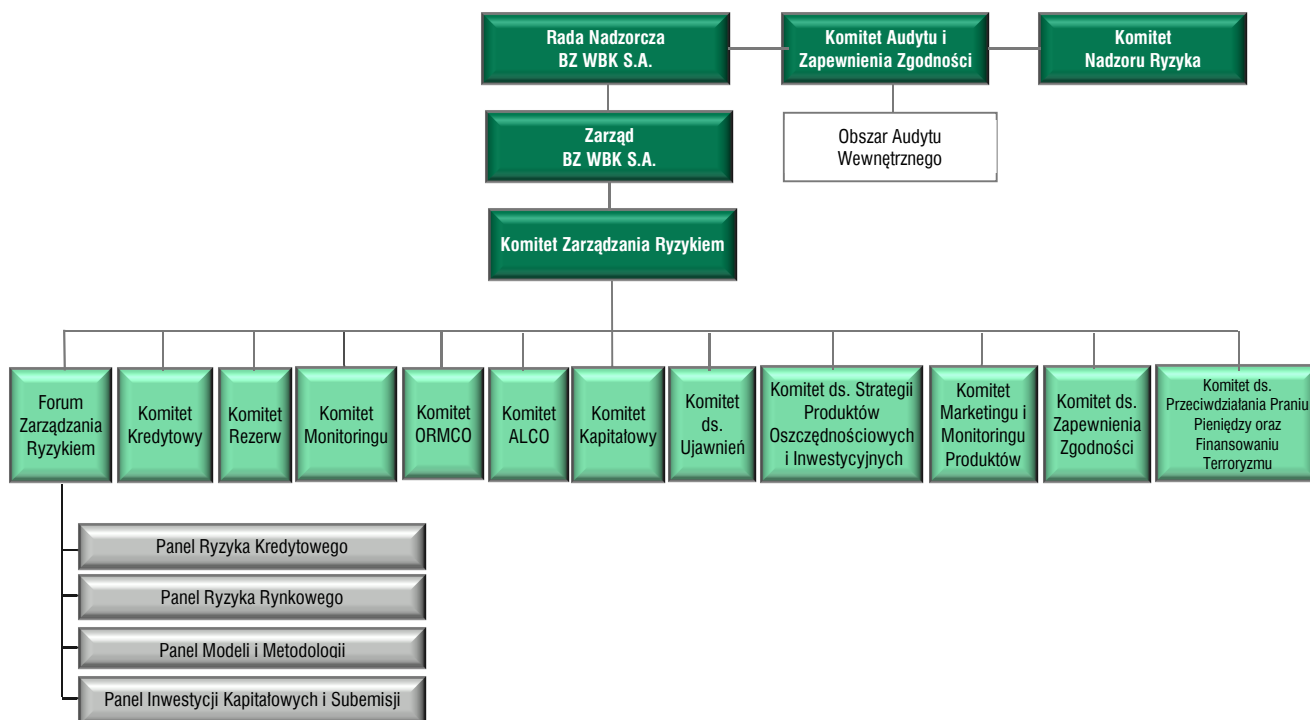 Rada Nadzorcza
BZ WBK S.A.
Komitet Audytu i
Zapewnienia Zgodności
Komitet
Nadzoru Ryzyka
Zarząd
BZ WBK S.A.
Obszar Audytu
Wewnętrznego
Komitet Zarządzania Ryzykiem
Forum
Zarządzania
Ryzykiem
Komitet
Kredytowy
Komitet
Rezerw
Komitet
Monitoringu
Komitet
ORMCO
Komitet
ALCO
Komitet
Kapitałowy
Komitet
ds.
Ujawnień
Komitet ds. Strategii
Produktów
Oszczędnościowych
i Inwestycyjnych
Komitet
Marketingu i
Monitoringu
Produktów
Komitet ds.
Zapewnienia
Zgodności
Komitet ds.
Przeciwdziałania Praniu
Pieniędzy oraz
Finansowaniu
Terroryzmu
Panel Ryzyka Kredytowego
Panel Ryzyka Rynkowego
Panel Modeli i Metodologii
Panel Inwestycji Kapitałowych i Subemisji